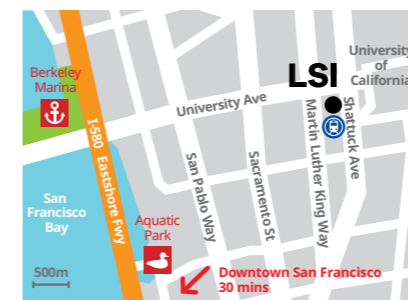 University
of
California
LSI
Berkeley
Marina
University Ave
I-580 Eastshore Fwy
Martin Luther King Way
Shattuck Ave
San Pablo Way
Sacramento St
San
Francisco
Bay
Aquatic
Park
500m
Downtown San Francisco
30 mins